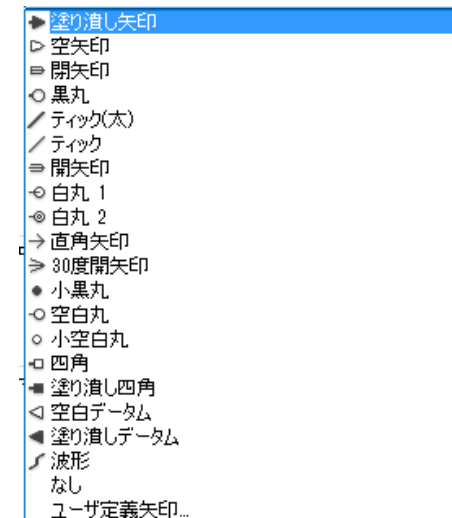 塗り潰し矢印
空矢印
開矢印
黒丸
ティック(太)
ティック
開矢印
白丸 1
白丸 2
直角矢印
30度開矢印
小黒丸
空白丸
小空白丸
四角
塗り潰し四角
空白データム
塗り潰しデータム
波形
なし
ユーザ定義矢印...